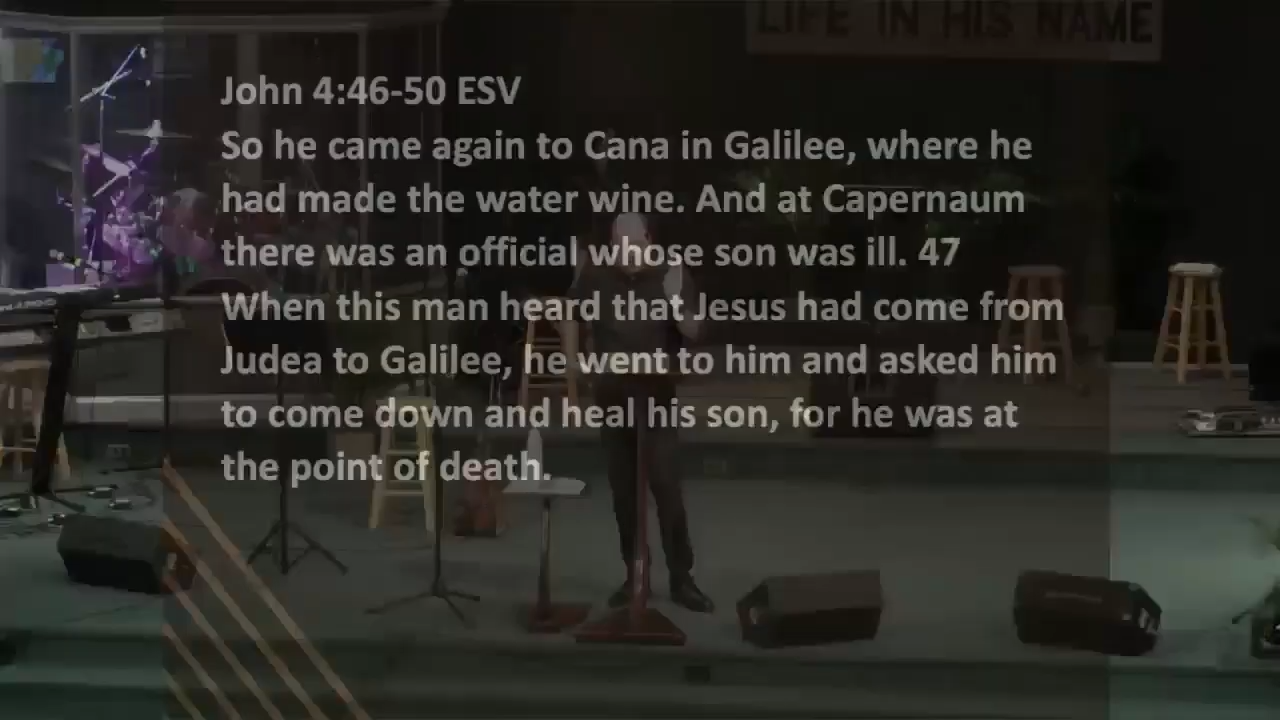 LIFE IN HIS NAME
John 4:46-50 ESV
So he came again to Cana in Galilee, where he
had made the water wine. And at Capernaum
there was an official whose son was ill. 47
When this man heard that Jesus had come from
Judea to Galilee, he went to him and asked him
to come down and heal his son, for he was at
the point of death.